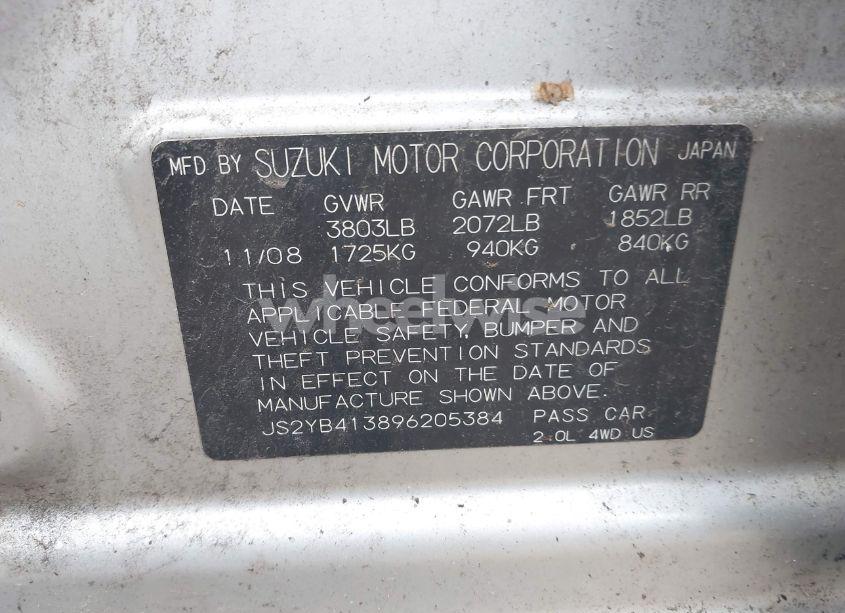 MFD BY SUZUKI MOTOR CORPORATION JAPAN
DATE GVWR GAWR FRT GAWR RR
3803LB 2072LB 1852LB
11/08 1725KG 940KG 840KG
THIS VEHICLE CONFORMS TO ALL
APPLICABLE FEDERAL MOTOR
VEHICLE SAFETY, BUMPER AND
THEFT PREVENTION STANDARDS
IN EFFECT ON THE DATE OF
MANUFACTURE SHOWN ABOVE.
JS2YB413896205384 PASS CAR
2.0L 4WD US
wheelwise